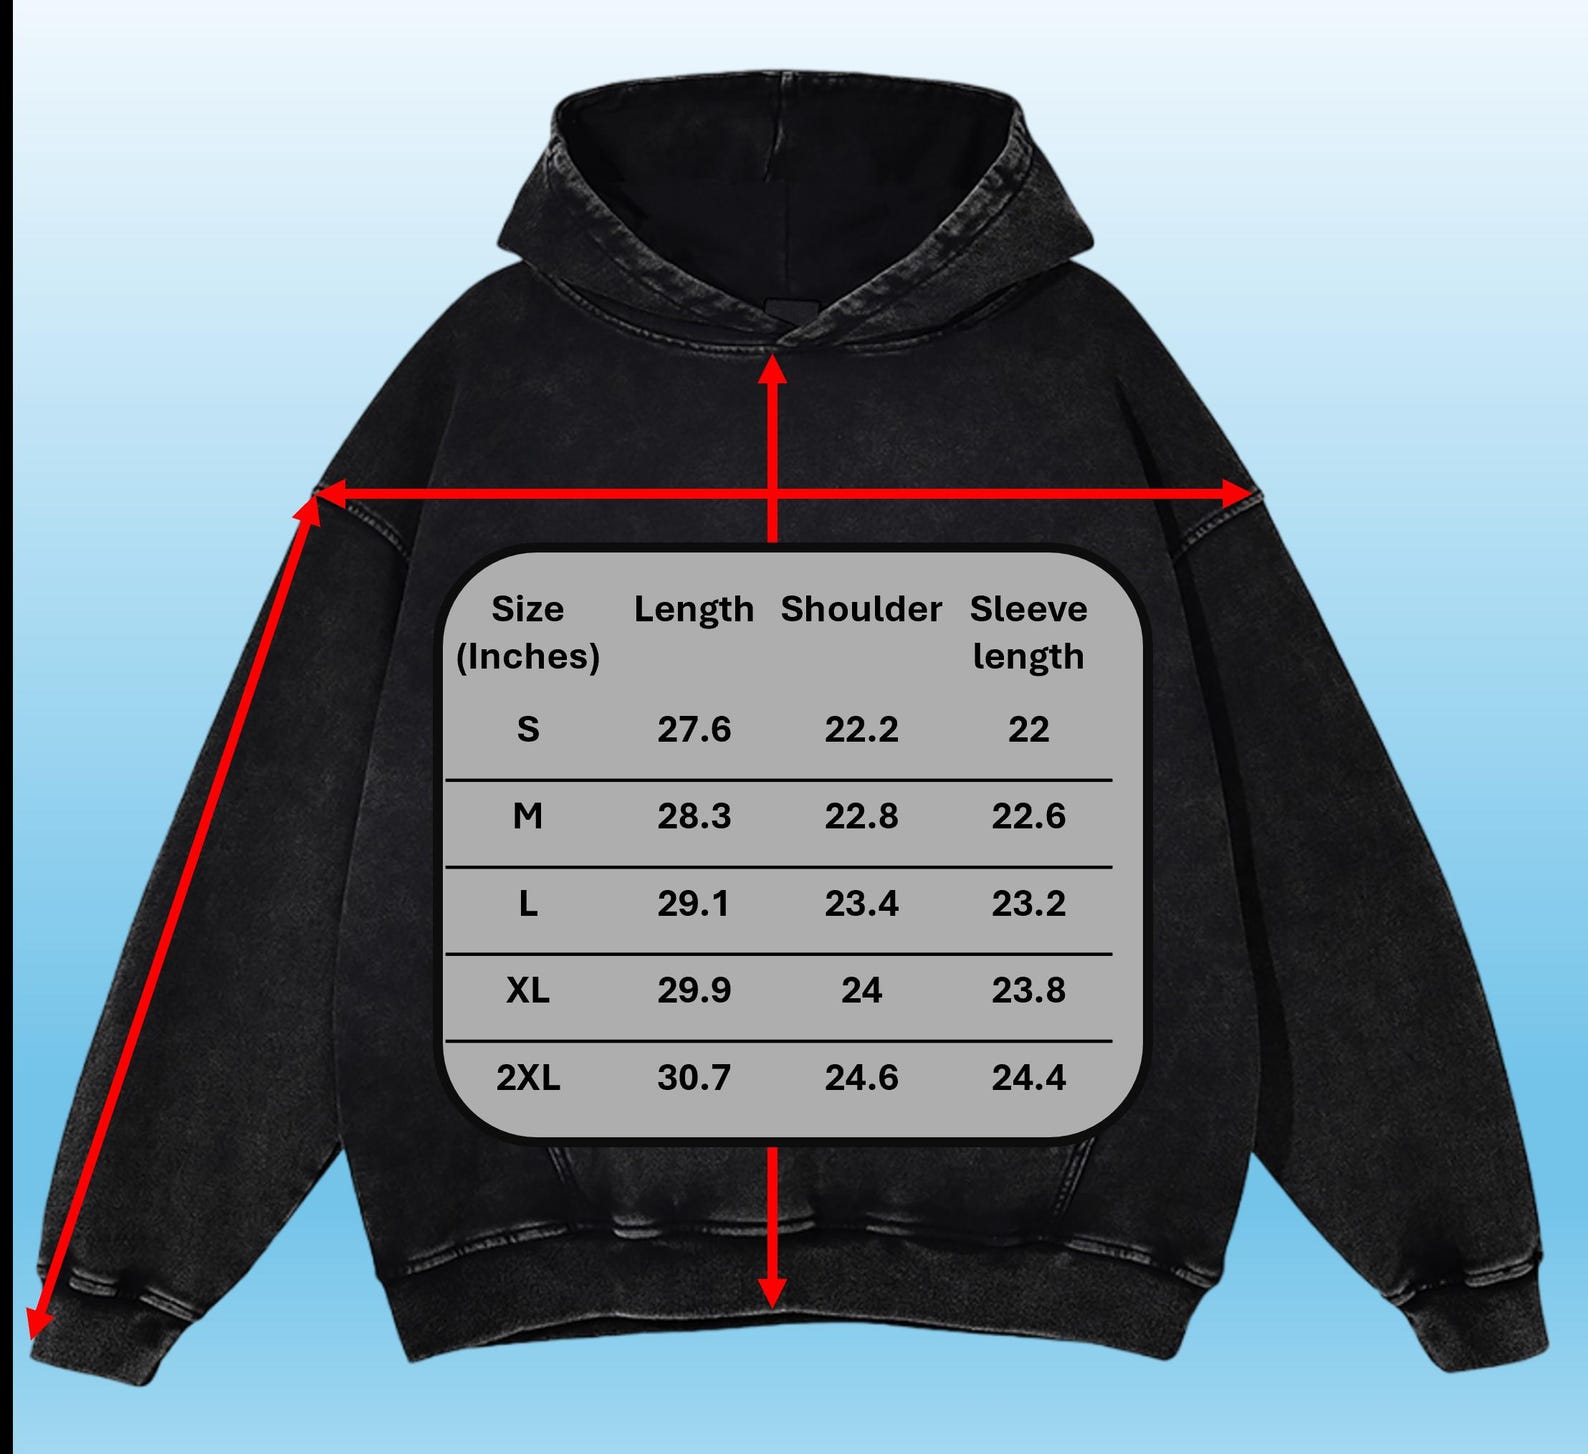 Size Length Shoulder Sleeve
(Inches) length
S 27.6 22.2 22
M 28.3 22.8 22.6
L 29.1 23.4 23.2
XL 29.9 24 23.8
2XL 30.7 24.6 24.4